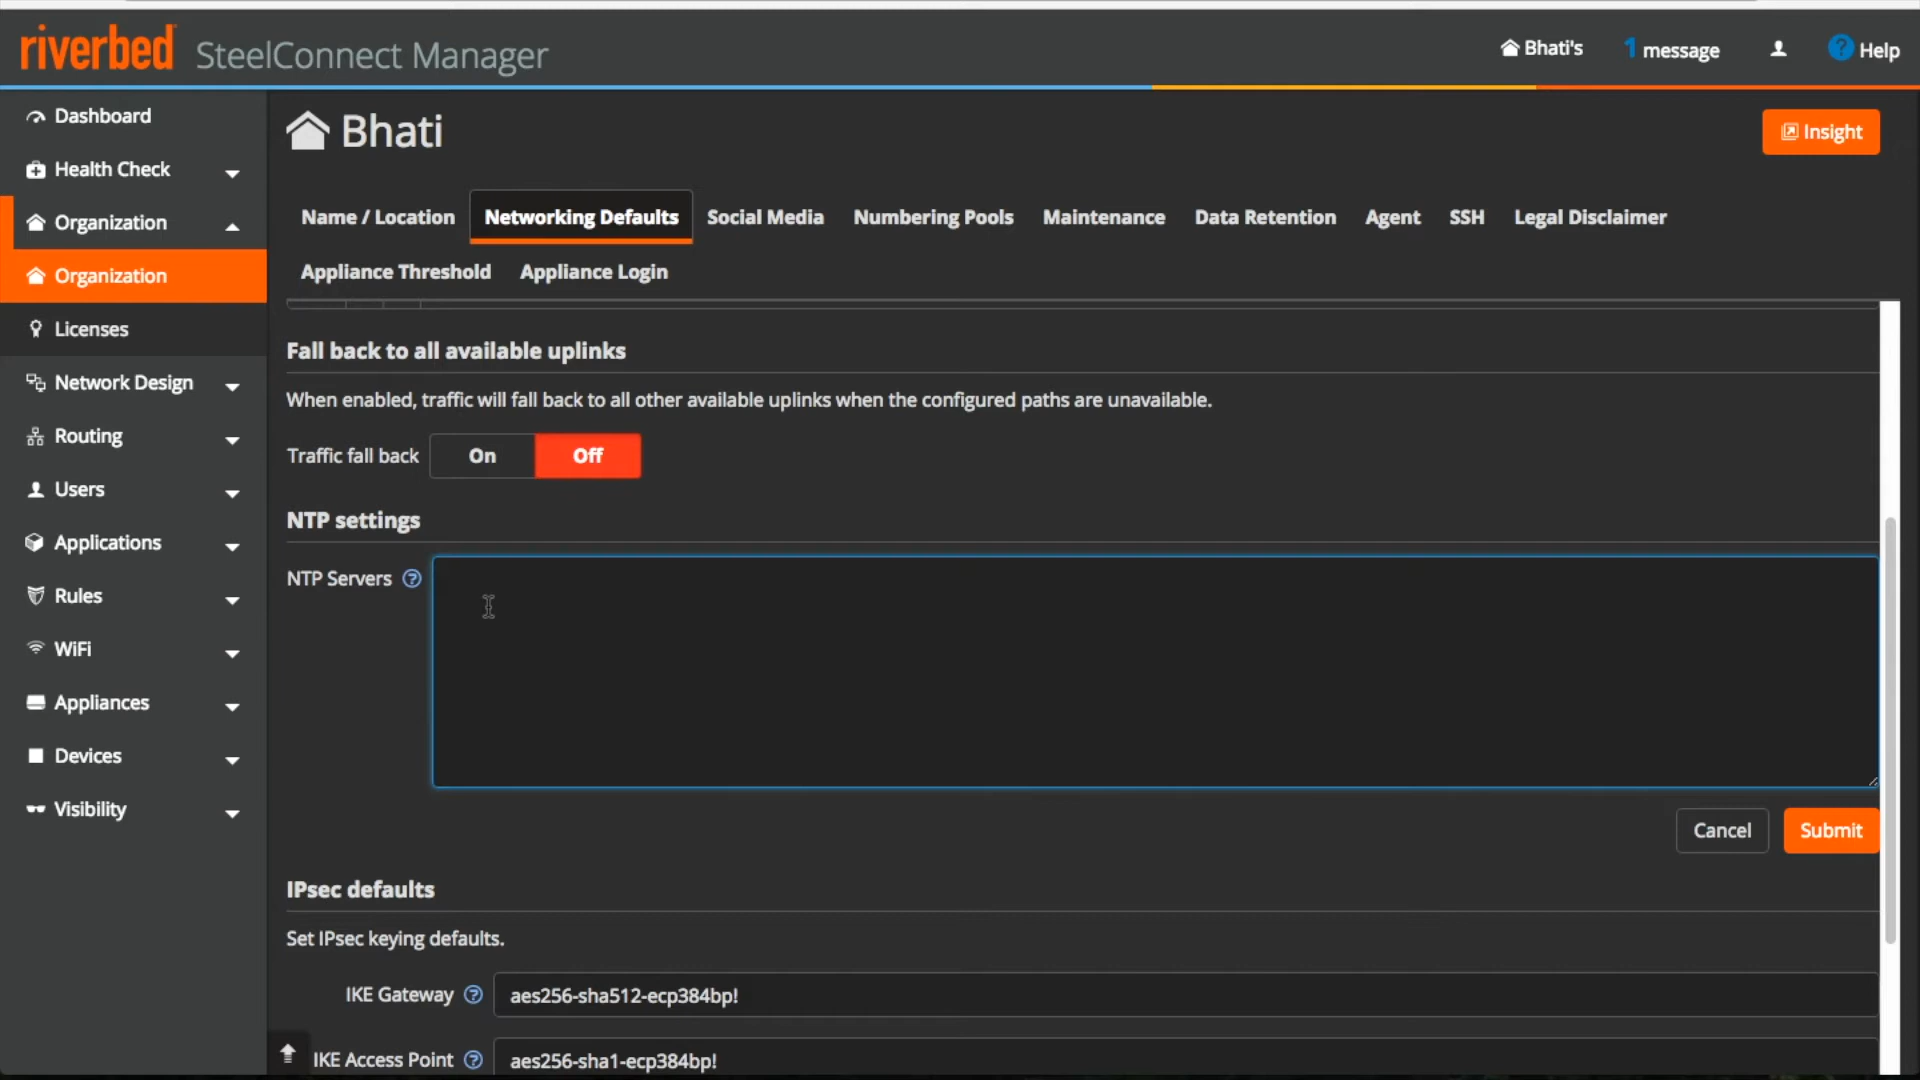 riverbed SteelConnect Manager
Bhati's
1 message
? Help
Dashboard
Health Check
Organization
Organization
Licenses
Network Design
Routing
Users
Applications
Rules
WiFi
Appliances
Devices
Visibility
Bhati
Insight
Name / Location Networking Defaults Social Media Numbering Pools Maintenance Data Retention Agent SSH Legal Disclaimer
Appliance Threshold Appliance Login
Fall back to all available uplinks
When enabled, traffic will fall back to all other available uplinks when the configured paths are unavailable.
Traffic fall back On Off
NTP settings
NTP Servers ?
Cancel Submit
IPsec defaults
Set IPsec keying defaults.
IKE Gateway ? aes256-sha512-ecp384bp!
IKE Access Point ? aes256-sha1-ecp384bp!